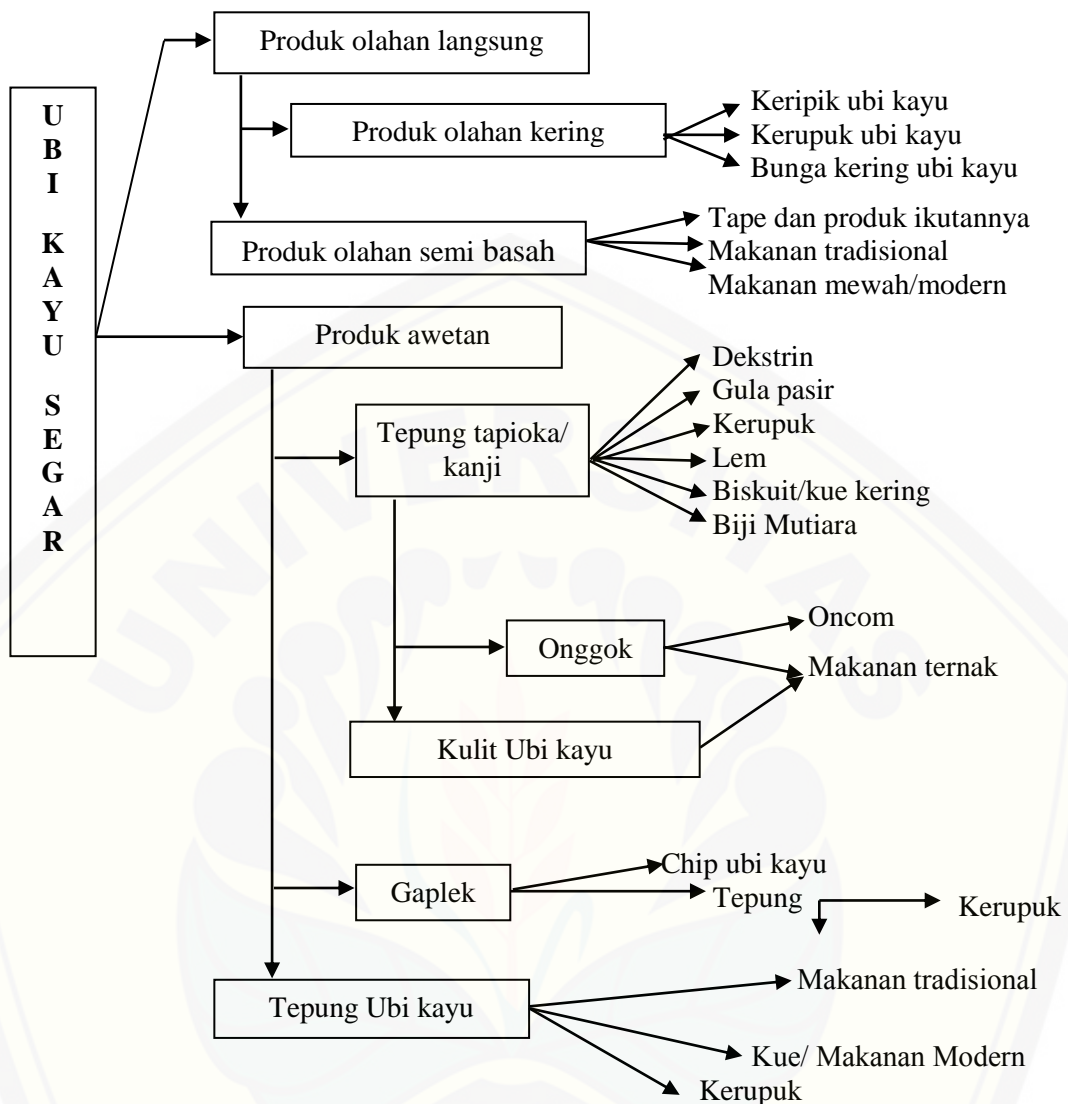 UBI KAYU SEGAR
Produk olahan langsung
Produk olahan kering
Keripik ubi kayu
Kerupuk ubi kayu
Bunga kering ubi kayu
Produk olahan semi basah
Tape dan produk ikutannya
Makanan tradisional
Makanan mewah/modern
Produk awetan
Tepung tapioka/
kanji
Dekstrin
Gula pasir
Kerupuk
Lem
Biskuit/kue kering
Biji Mutiara
Onggok
Oncom
Makanan ternak
Kulit Ubi kayu
Gaplek
Chip ubi kayu
Tepung
Kerupuk
Tepung Ubi kayu
Makanan tradisional
Kue/ Makanan Modern
Kerupuk
UNIVERSITAS